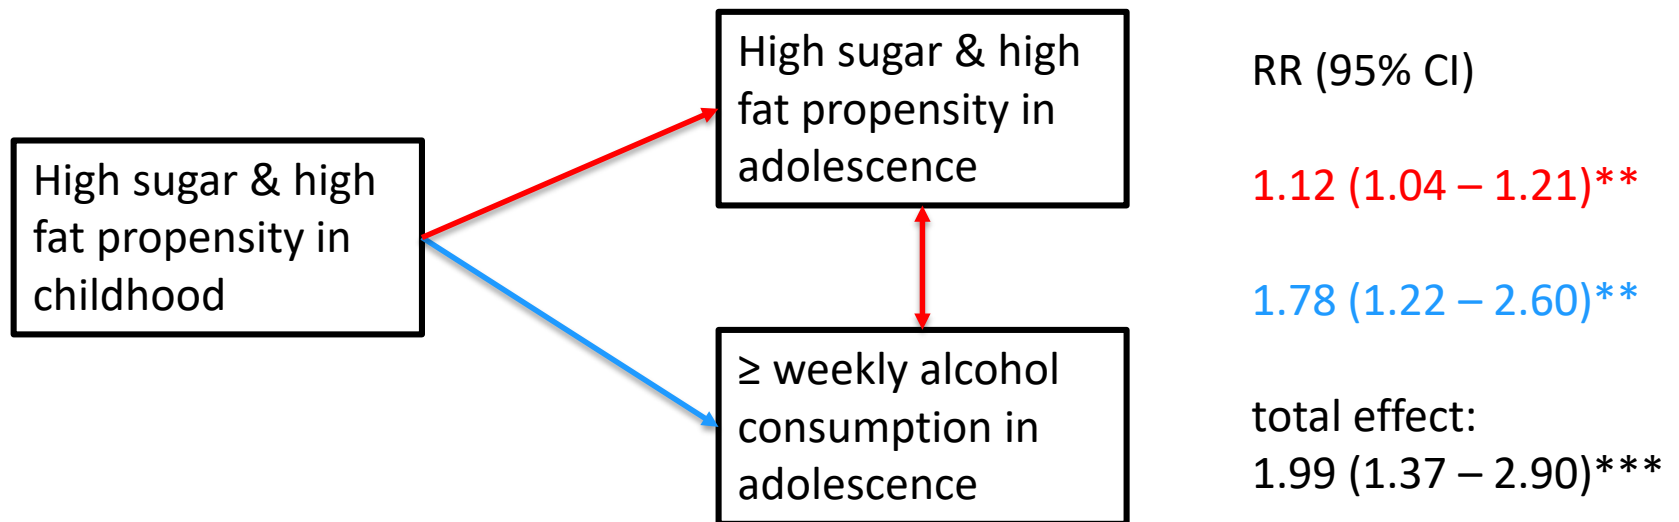 High sugar & high
fat propensity in
childhood
High sugar & high
fat propensity in
adolescence
≥ weekly alcohol
consumption in
adolescence
RR (95% CI)
1.12 (1.04 – 1.21)**
1.78 (1.22 – 2.60)**
total effect:
1.99 (1.37 – 2.90)***